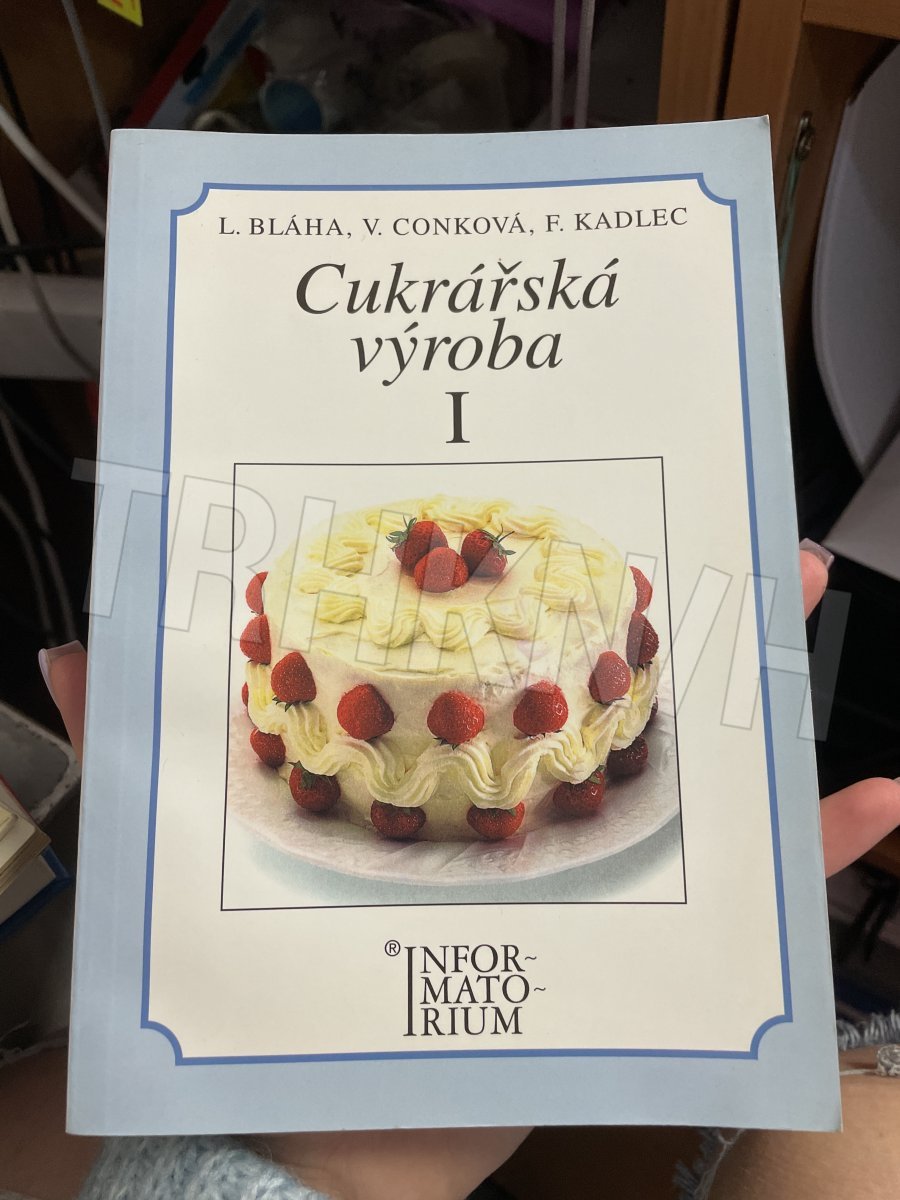 L. BLÁHA, V. CONKOVÁ, F. KADLEC
Cukrářská
výroba
I
TRHKNIH
®INFOR~
MATO~
RIUM